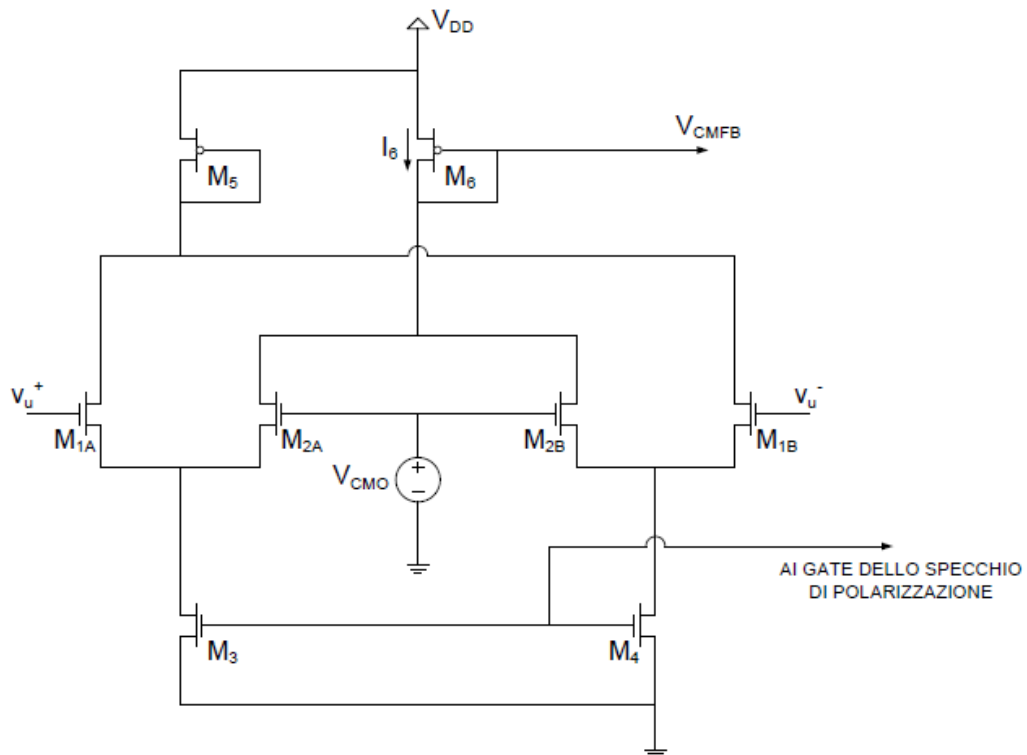 V_DD
I_6
V_CMFB
M_5
M_6
v_u^+
v_u^-
M_1A
M_2A
M_2B
M_1B
V_CMO
+
−
AI GATE DELLO SPECCHIO
DI POLARIZZAZIONE
M_3
M_4